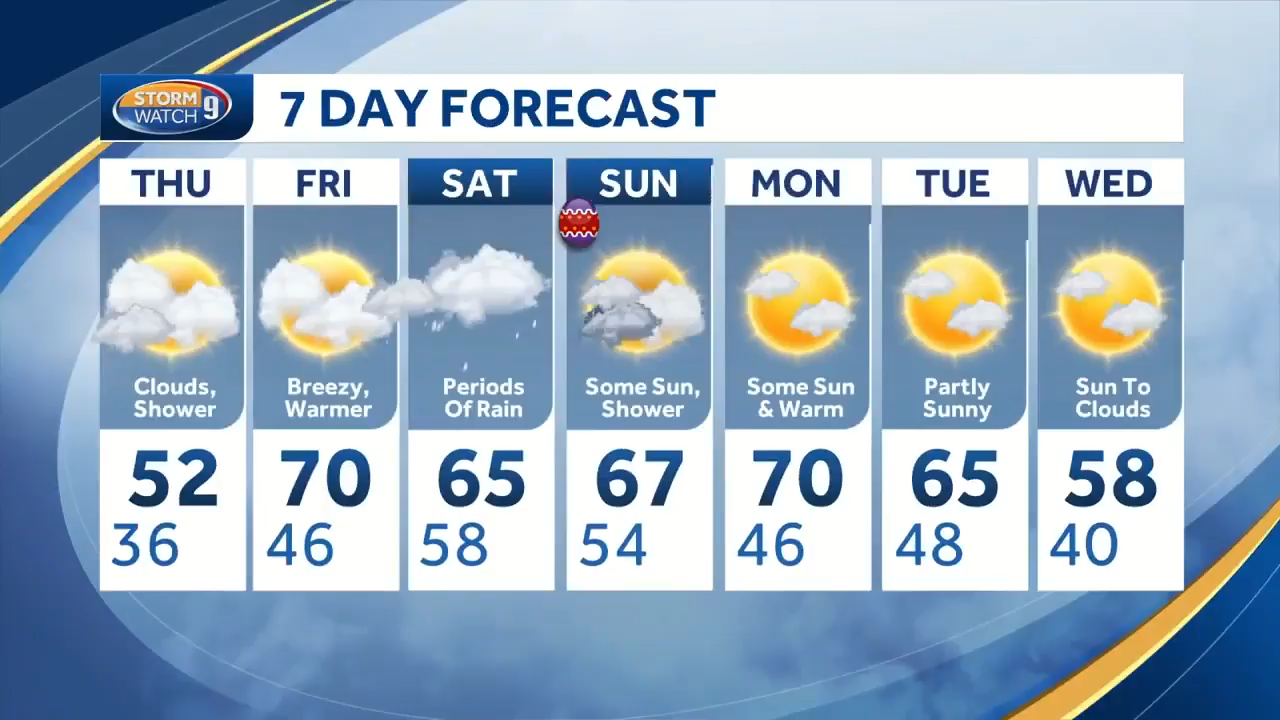 STORM
WATCH 9
7 DAY FORECAST
THU
FRI
SAT
SUN
MON
TUE
WED
Clouds,
Shower
Breezy,
Warmer
Periods
Of Rain
Some Sun,
Shower
Some Sun
& Warm
Partly
Sunny
Sun To
Clouds
52
70
65
67
70
65
58
36
46
58
54
46
48
40